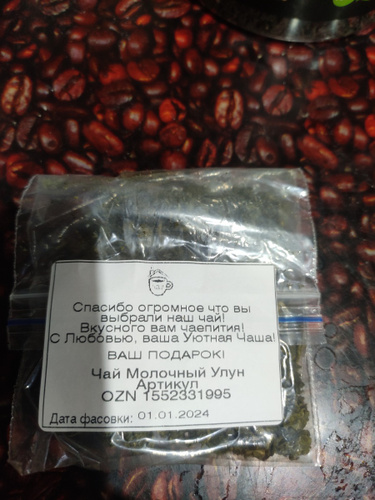 Спасибо огромное что вы
выбрали наш чай!
Вкусного вам чаепития!
С Любовью, ваша Уютная Чаша!
ВАШ ПОДАРОК!
Чай Молочный Улун
Артикул
OZN 1552331995
Дата фасовки: 01.01.2024